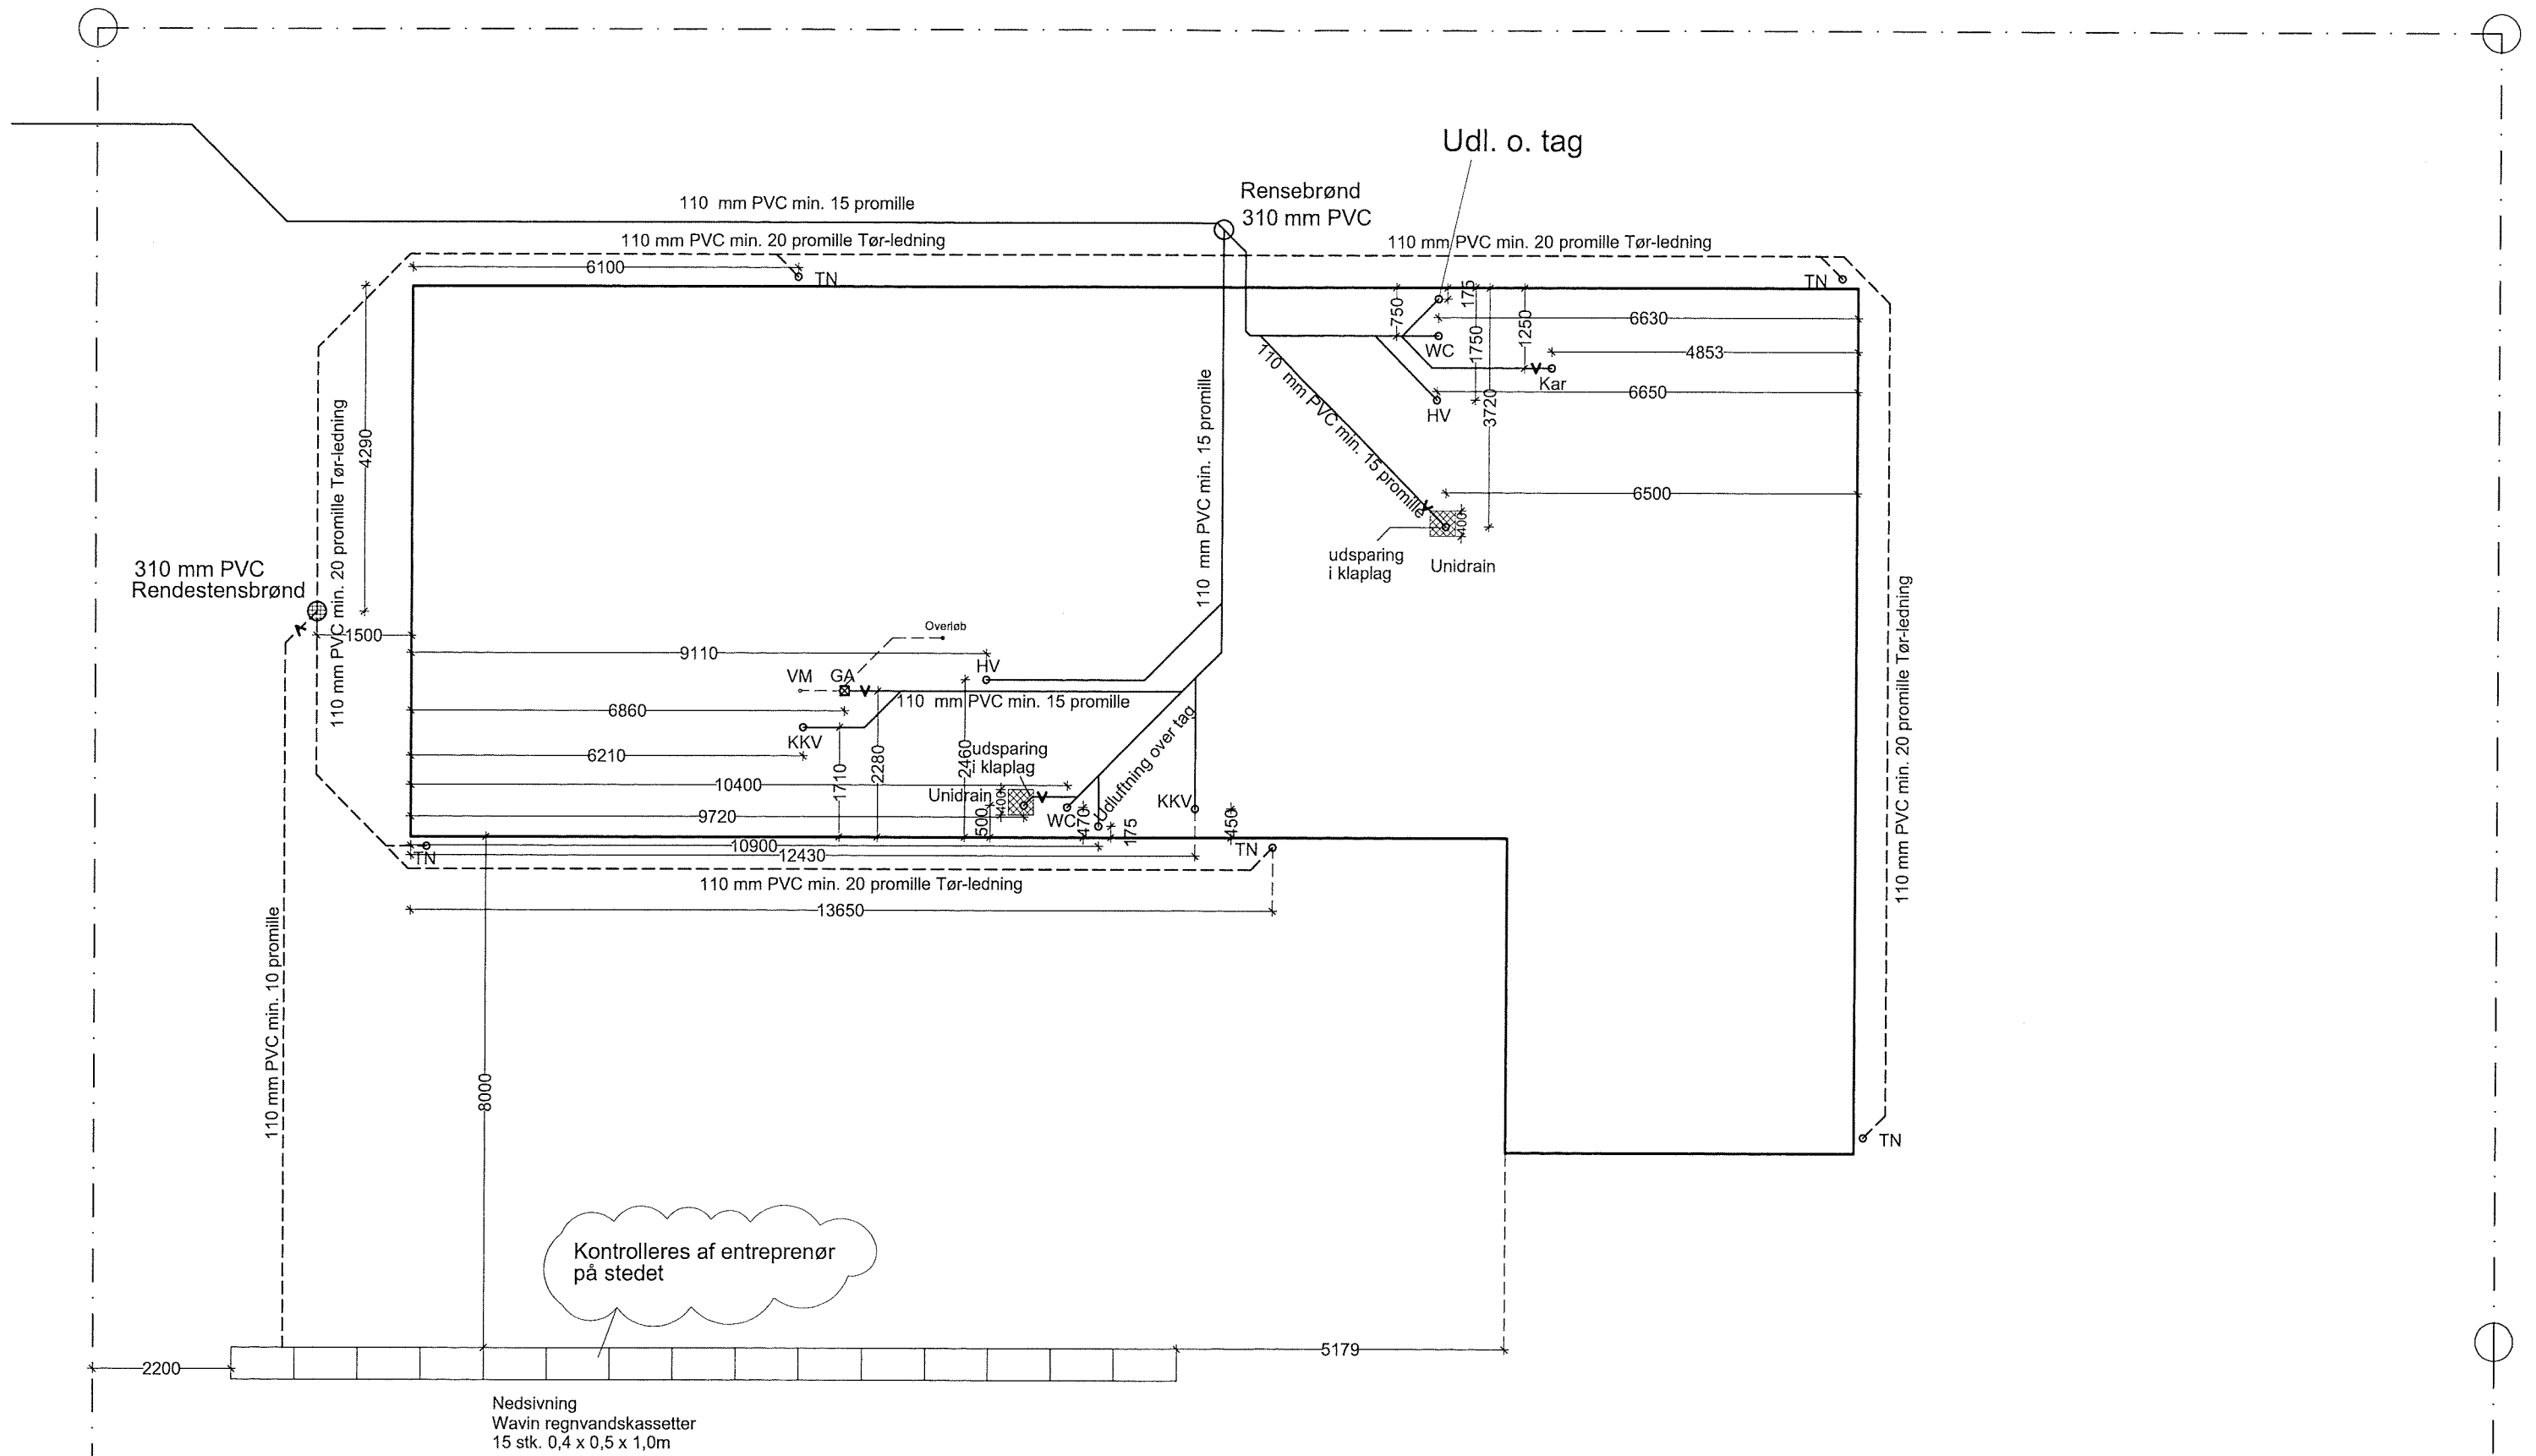 Udl. o. tag
Rensebrønd
310 mm PVC
110 mm PVC min. 15 promille
110 mm PVC min. 20 promille Tør-ledning
110 mm PVC min. 20 promille Tør-ledning
6100
TN
TN
175
750
1750
1250
3720
6630
WC
4853
Kar
6650
HV
110 mm PVC min. 15 promille
110 mm PVC min. 15 promille
4290
110 mm PVC min. 20 promille Tør-ledning
6500
400
udsparing
i klaplag
Unidrain
310 mm PVC
Rendestensbrønd
1500
Overløb
9110
HV
VM
GA
110 mm PVC min. 15 promille
6860
KKV
6210
1710
2280
2460
udsparing
i klaplag
Udluftning over tag
10400
Unidrain
400
9720
500
WC
470
175
KKV
450
TN
10900
12430
TN
110 mm PVC min. 20 promille Tør-ledning
13650
110 mm PVC min. 20 promille Tør-ledning
110 mm PVC min. 10 promille
8000
TN
Kontrolleres af entreprenør
på stedet
2200
5179
Nedsivning
Wavin regnvandskassetter
15 stk. 0,4 x 0,5 x 1,0m